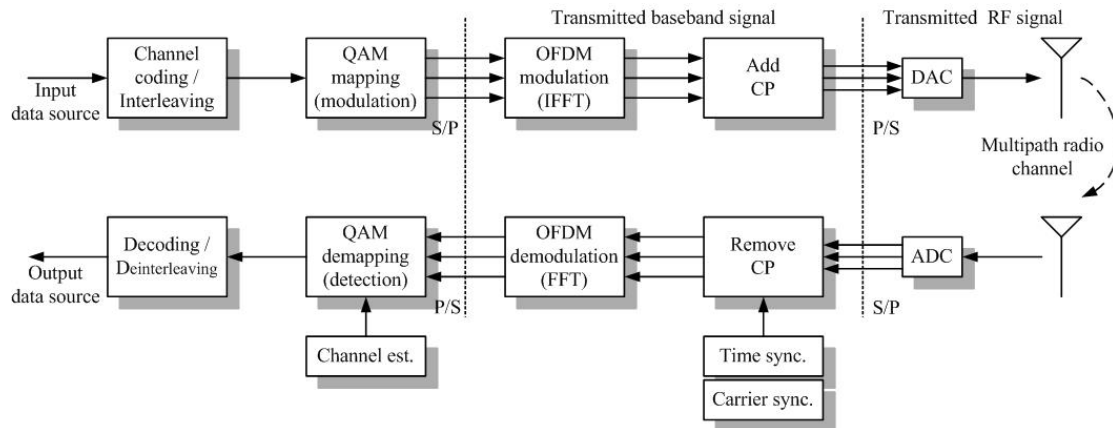 Transmitted baseband signal
Transmitted RF signal
Input
data source
Channel
coding /
Interleaving
QAM
mapping
(modulation)
S/P
OFDM
modulation
(IFFT)
Add
CP
P/S
DAC
Multipath radio
channel
Output
data source
Decoding /
Deinterleaving
QAM
demapping
(detection)
P/S
OFDM
demodulation
(FFT)
Remove
CP
S/P
ADC
Channel est.
Time sync.
Carrier sync.